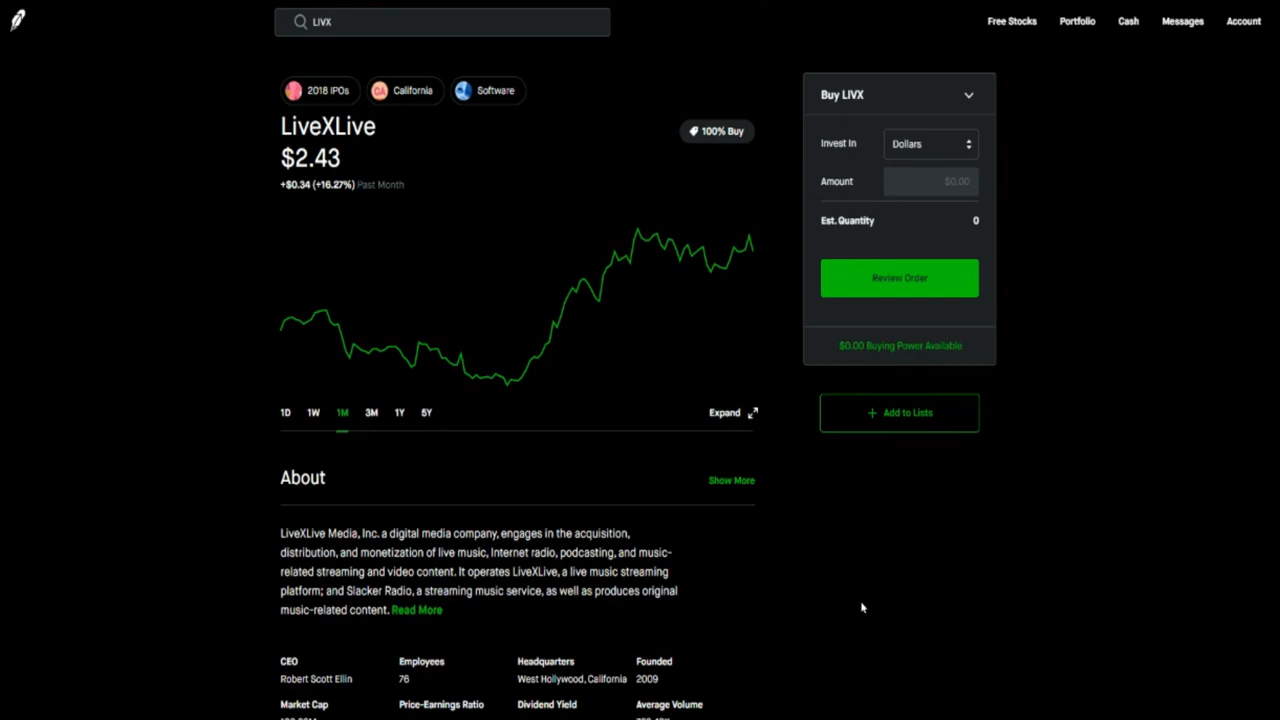 LIVX
Free Stocks Portfolio Cash Messages Account
2018 IPOs CA California Software
LiveXLive
$2.43
+$0.34 (+16.27%) Past Month
100% Buy
Buy LIVX
Invest In Dollars
Amount $0.00
Est. Quantity 0
Review Order
$0.00 Buying Power Available
+ Add to Lists
1D 1W 1M 3M 1Y 5Y Expand
About Show More
LiveXLive Media, Inc. a digital media company, engages in the acquisition,
distribution, and monetization of live music, Internet radio, podcasting, and music-
related streaming and video content. It operates LiveXLive, a live music streaming
platform; and Slacker Radio, a streaming music service, as well as produces original
music-related content. Read More
CEO Employees Headquarters Founded
Robert Scott Ellin 76 West Hollywood, California 2009
Market Cap Price-Earnings Ratio Dividend Yield Average Volume